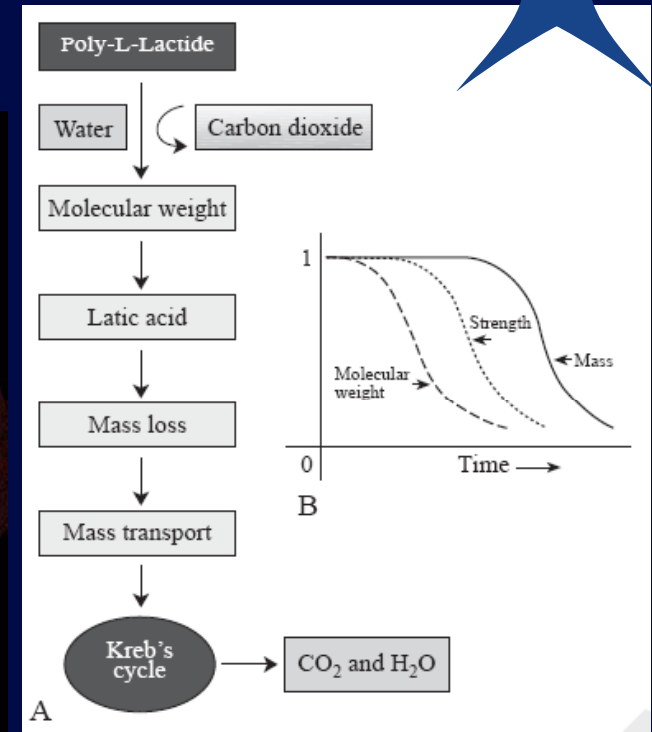 Poly-L-Lactide
Water
Carbon dioxide
Molecular weight
Latic acid
Mass loss
Mass transport
Kreb's
cycle
CO₂ and H₂O
A
1
Strength
Mass
Molecular
weight
0
Time
B